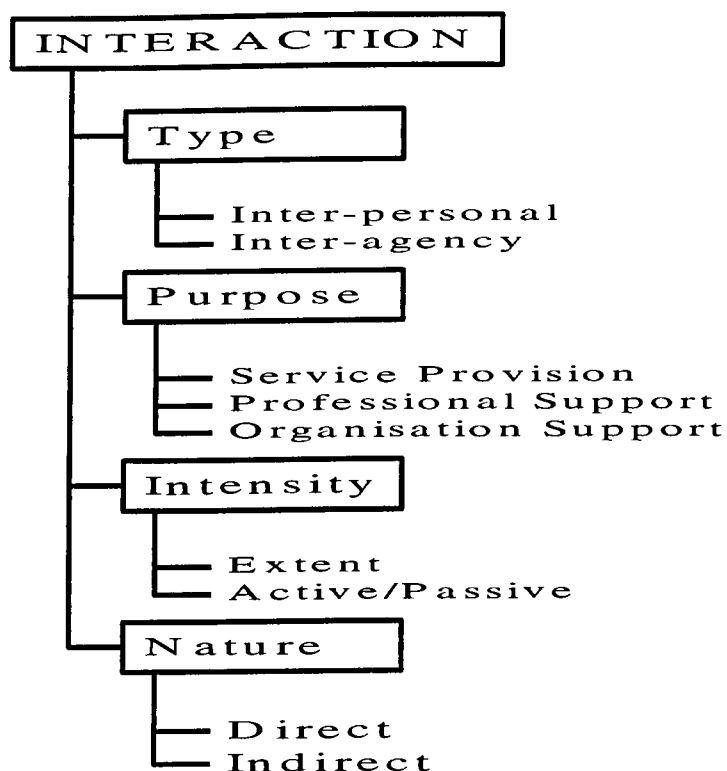 INTERACTION
Type
Inter-personal
Inter-agency
Purpose
Service Provision
Professional Support
Organisation Support
Intensity
Extent
Active/Passive
Nature
Direct
Indirect